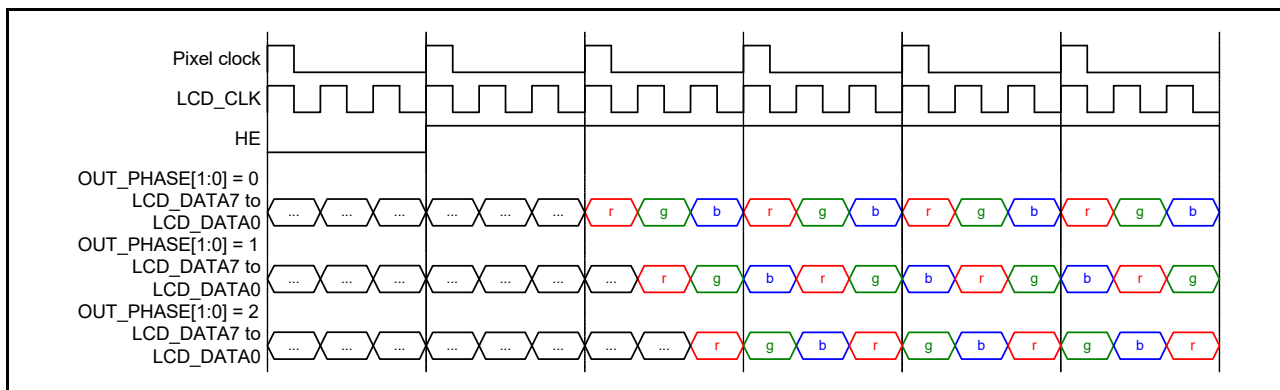 Pixel clock
LCD_CLK
HE
OUT_PHASE[1:0] = 0
LCD_DATA7 to
LCD_DATA0
... ... ... ... ... ... r g b r g b r g b r g b
OUT_PHASE[1:0] = 1
LCD_DATA7 to
LCD_DATA0
... ... ... ... ... ... ... r g b r g b r g b r g
OUT_PHASE[1:0] = 2
LCD_DATA7 to
LCD_DATA0
... ... ... ... ... ... ... ... r g b r g b r g b r